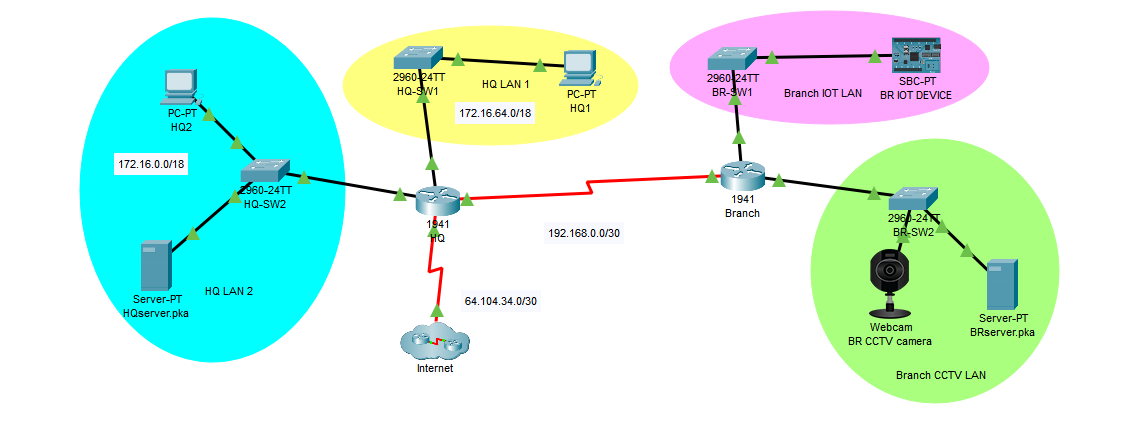 PC-PT
HQ2
172.16.0.0/18
2960-24TT
HQ-SW2
Server-PT
HQserver.pka
HQ LAN 2
2960-24TT
HQ-SW1
HQ LAN 1
PC-PT
HQ1
172.16.64.0/18
1941
HQ
192.168.0.0/30
64.104.34.0/30
Internet
2960-24TT
BR-SW1
Branch IOT LAN
SBC-PT
BR IOT DEVICE
1941
Branch
2960-24TT
BR-SW2
Webcam
BR CCTV camera
Server-PT
BRserver.pka
Branch CCTV LAN